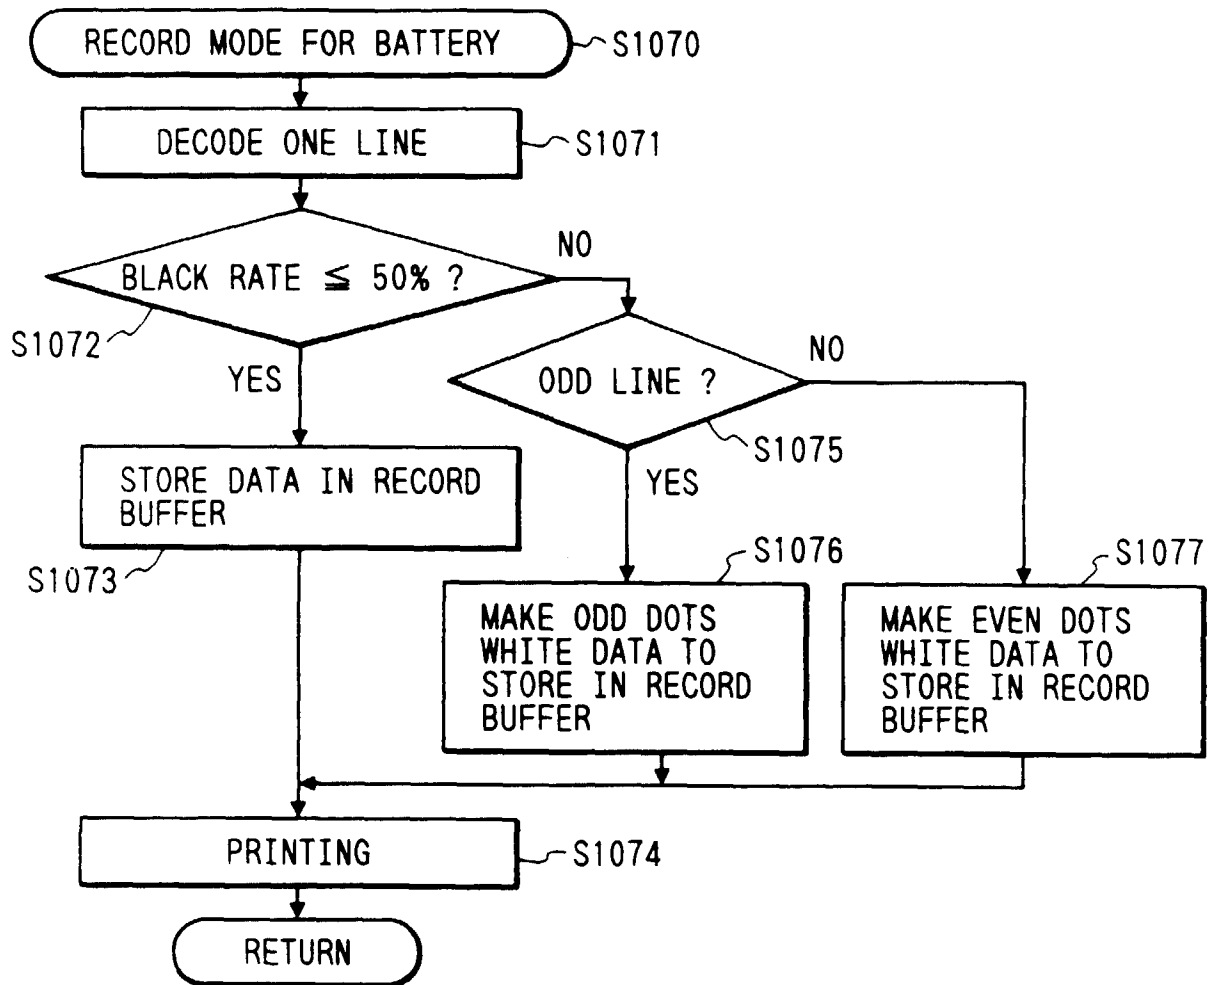 RECORD MODE FOR BATTERY
S1070
DECODE ONE LINE
S1071
BLACK RATE ≦ 50% ?
S1072
NO
YES
ODD LINE ?
S1075
NO
YES
STORE DATA IN RECORD
BUFFER
S1073
S1076
MAKE ODD DOTS
WHITE DATA TO
STORE IN RECORD
BUFFER
S1077
MAKE EVEN DOTS
WHITE DATA TO
STORE IN RECORD
BUFFER
PRINTING
S1074
RETURN